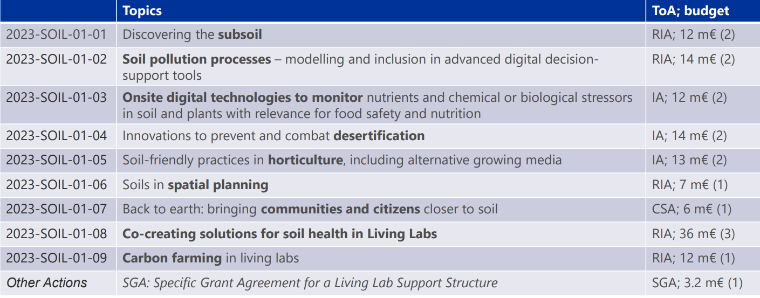 Topics ToA; budget
2023-SOIL-01-01 Discovering the subsoil RIA; 12 m€ (2)
2023-SOIL-01-02 Soil pollution processes – modelling and inclusion in advanced digital decision- RIA; 14 m€ (2)
support tools
2023-SOIL-01-03 Onsite digital technologies to monitor nutrients and chemical or biological stressors IA; 12 m€ (2)
in soil and plants with relevance for food safety and nutrition
2023-SOIL-01-04 Innovations to prevent and combat desertification IA; 14 m€ (2)
2023-SOIL-01-05 Soil-friendly practices in horticulture, including alternative growing media IA; 13 m€ (2)
2023-SOIL-01-06 Soils in spatial planning RIA; 7 m€ (1)
2023-SOIL-01-07 Back to earth: bringing communities and citizens closer to soil CSA; 6 m€ (1)
2023-SOIL-01-08 Co-creating solutions for soil health in Living Labs RIA; 36 m€ (3)
2023-SOIL-01-09 Carbon farming in living labs RIA; 12 m€ (1)
Other Actions SGA: Specific Grant Agreement for a Living Lab Support Structure SGA; 3.2 m€ (1)